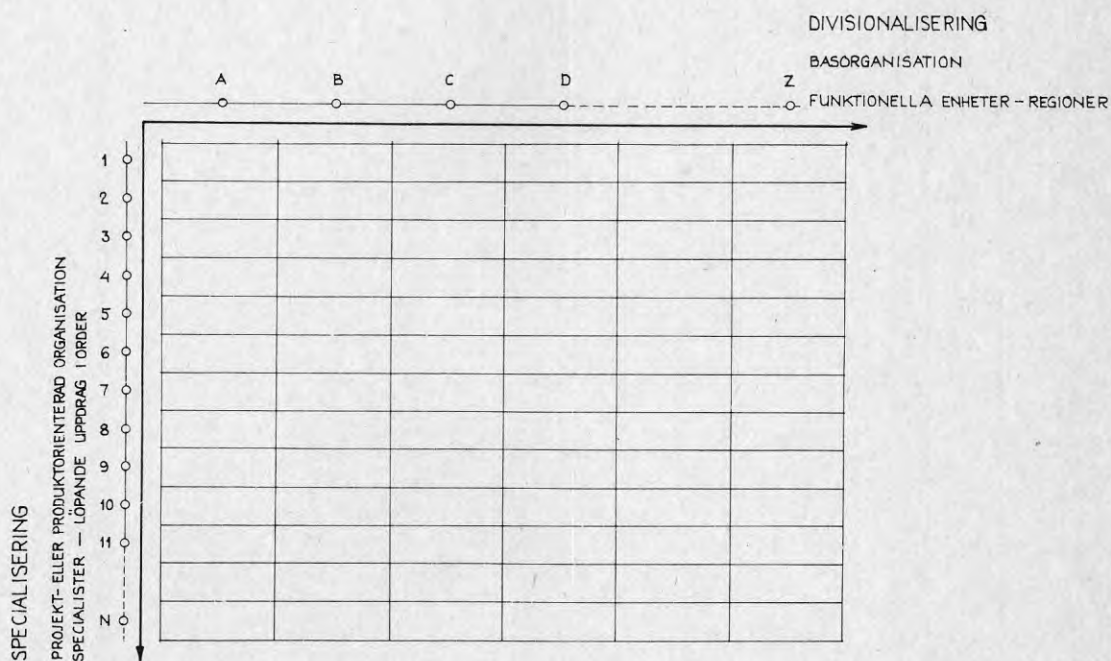 DIVISIONALISERING
BASORGANISATION
A B C D Z
FUNKTIONELLA ENHETER - REGIONER
1
2
3
4
5
6
7
8
9
10
11
N
SPECIALISERING
PROJEKT- ELLER PRODUKTORIENTERAD ORGANISATION
SPECIALISTER - LÖPANDE UPPDRAG I ORDER